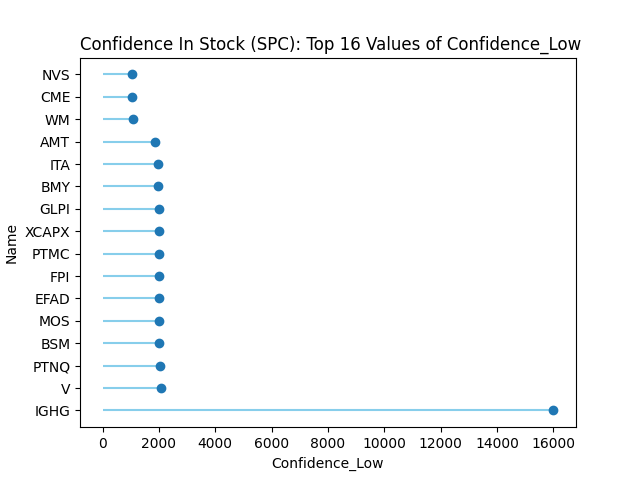 Confidence In Stock (SPC): Top 16 Values of Confidence_Low
NVS
CME
WM
AMT
ITA
BMY
GLPI
XCAPX
PTMC
FPI
EFAD
MOS
BSM
PTNQ
V
IGHG
Name
0 2000 4000 6000 8000 10000 12000 14000 16000
Confidence_Low